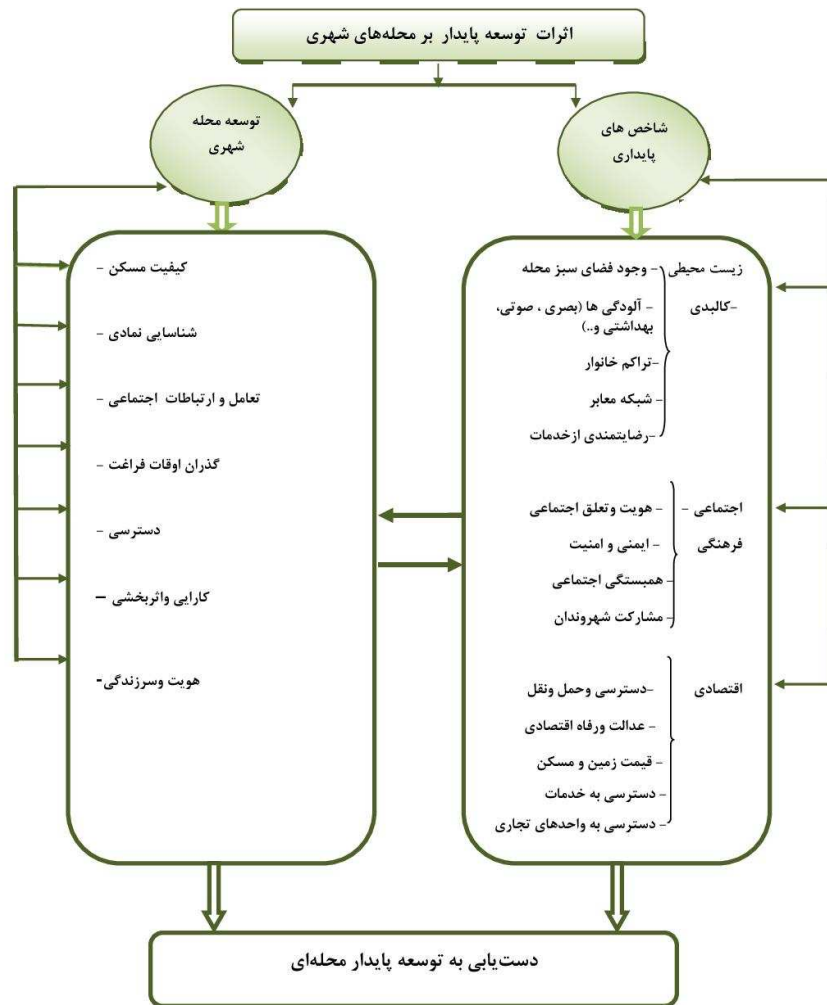 اثرات توسعه پایدار بر محله‌های شهری
شاخص های
پایداری
توسعه محله
شهری
زیست محیطی
–کالبدی
– وجود فضای سبز محله
– آلودگی ها (بصری ، صوتی،
بهداشتی و..)
–تراکم خانوار
– شبکه معابر
–رضایتمندی ازخدمات
اجتماعی –
فرهنگی
– هویت وتعلق اجتماعی
– ایمنی و امنیت
– همبستگی اجتماعی
– مشارکت شهروندان
اقتصادی
–دسترسی وحمل ونقل
– عدالت ورفاه اقتصادی
– قیمت زمین و مسکن
– دسترسی به خدمات
– دسترسی به واحدهای تجاری
کیفیت مسکن –
شناسایی نمادی –
تعامل و ارتباطات اجتماعی –
گذران اوقات فراغت –
دسترسی –
کارایی واثربخشی –
هویت وسرزندگی-
دست‌یابی به توسعه پایدار محله‌ای